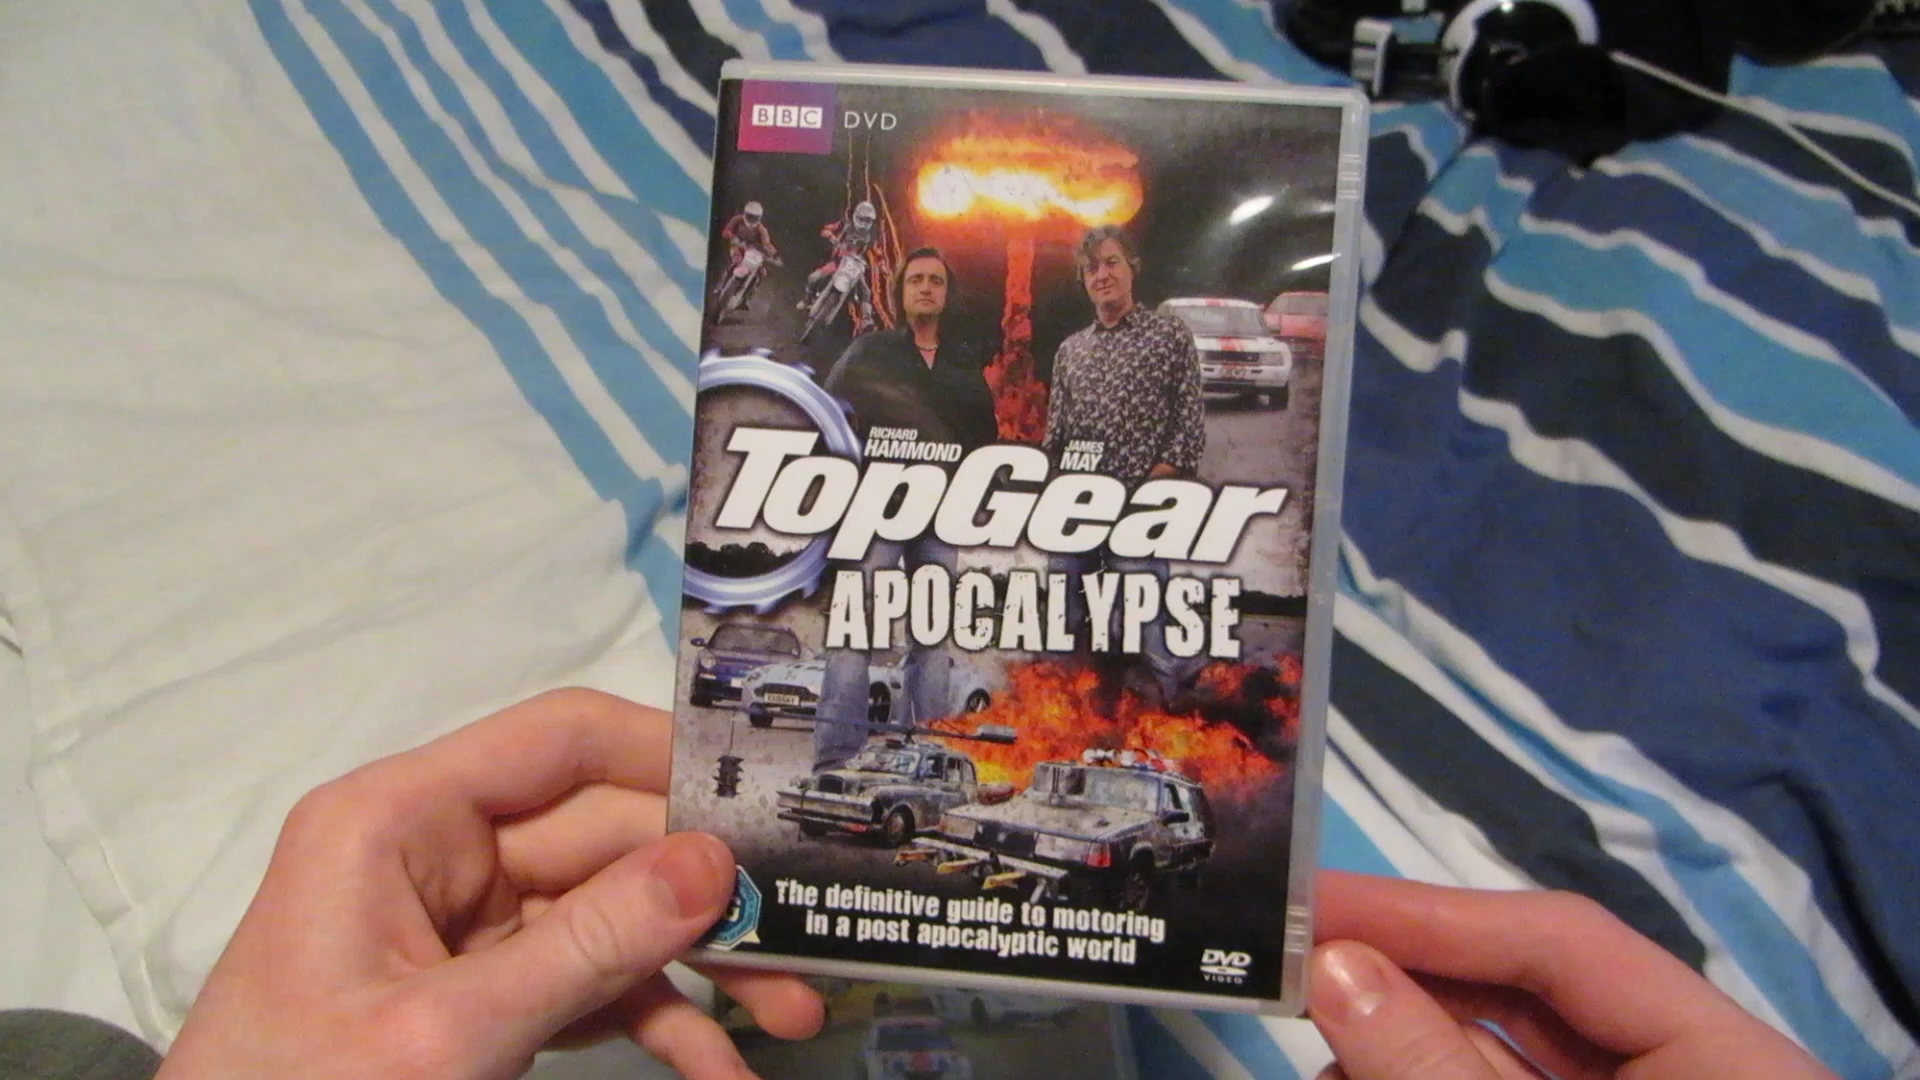 BBC DVD
RICHARD
HAMMOND
JAMES
MAY
TopGear
APOCALYPSE
G
The definitive guide to motoring
in a post apocalyptic world
DVD
VIDEO